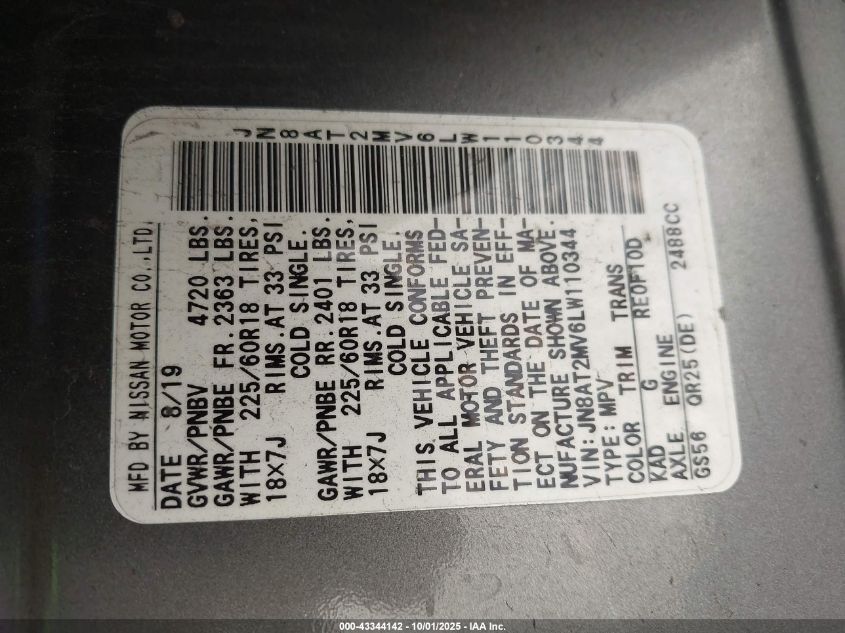 JN8AT2MV6LW110344
MFD BY NISSAN MOTOR CO.,LTD.
DATE 8/19
GVWR/PNBV 4720 LBS.
GAWR/PNBE FR.2363 LBS.
WITH 225/60R18 TIRES,
18X7J RIMS.AT 33 PSI
COLD SINGLE.
GAWR/PNBE RR.2401 LBS.
WITH 225/60R18 TIRES,
18X7J RIMS.AT 33 PSI
COLD SINGLE.
THIS VEHICLE CONFORMS
TO ALL APPLICABLE FED-
ERAL MOTOR VEHICLE SA-
FETY AND THEFT PREVEN-
TION STANDARDS IN EFF-
ECT ON THE DATE OF MA-
NUFACTURE SHOWN ABOVE.
VIN:JN8AT2MV6LW110344
TYPE:MPV
COLOR TRIM TRANS
KAD G RE0F10D
AXLE ENGINE
GS56 QR25(DE) 2488CC
000-43344142 - 10/01/2025 - IAA Inc.